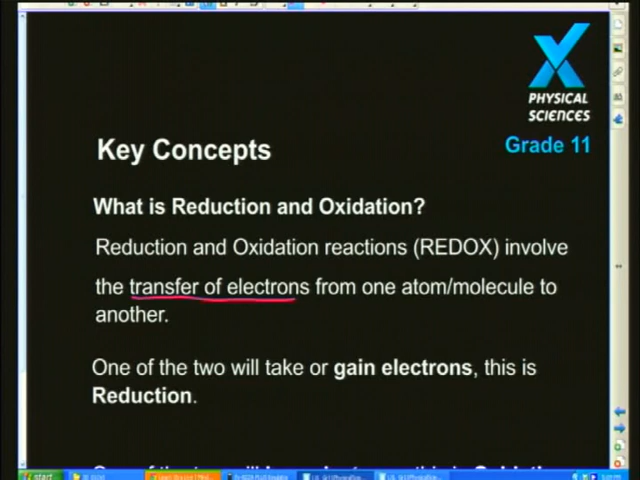 PHYSICAL
SCIENCES
Grade 11
Key Concepts
What is Reduction and Oxidation?
Reduction and Oxidation reactions (REDOX) involve
the transfer of electrons from one atom/molecule to
another.
One of the two will take or gain electrons, this is
Reduction.
start